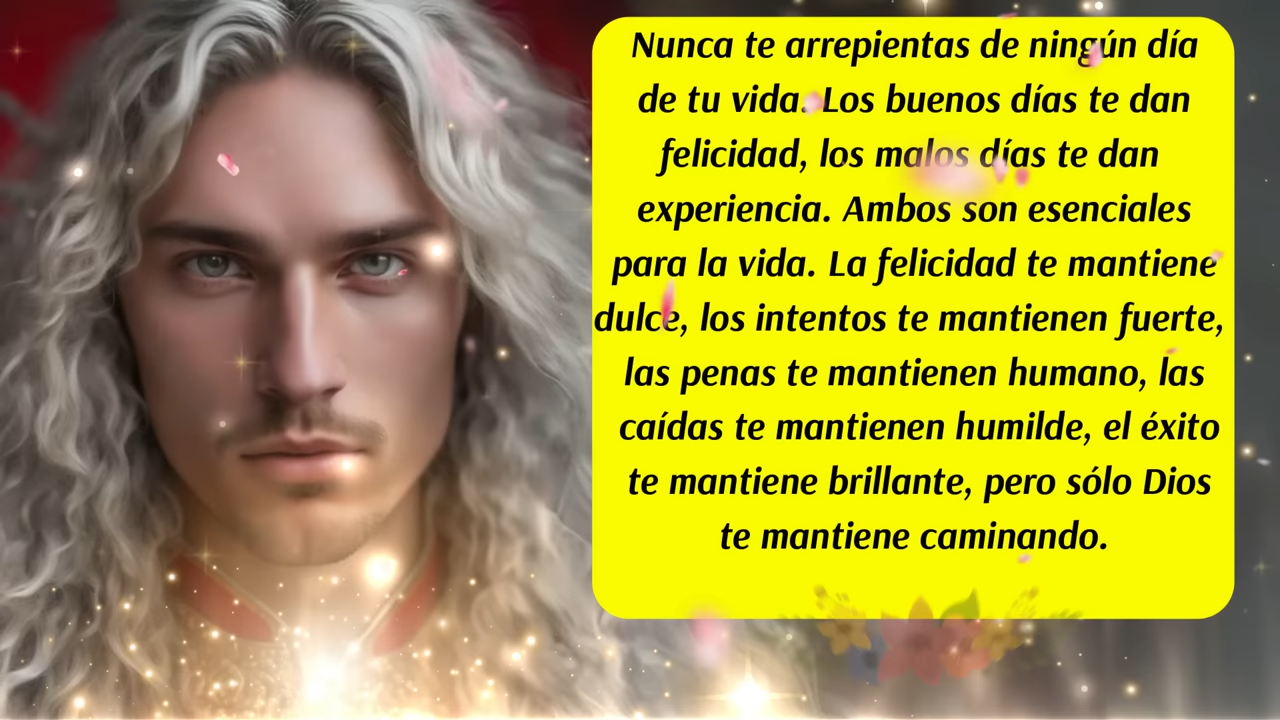 Nunca te arrepientas de ningún día
de tu vida. Los buenos días te dan
felicidad, los malos días te dan
experiencia. Ambos son esenciales
para la vida. La felicidad te mantiene
dulce, los intentos te mantienen fuerte,
las penas te mantienen humano, las
caídas te mantienen humilde, el éxito
te mantiene brillante, pero sólo Dios
te mantiene caminando.